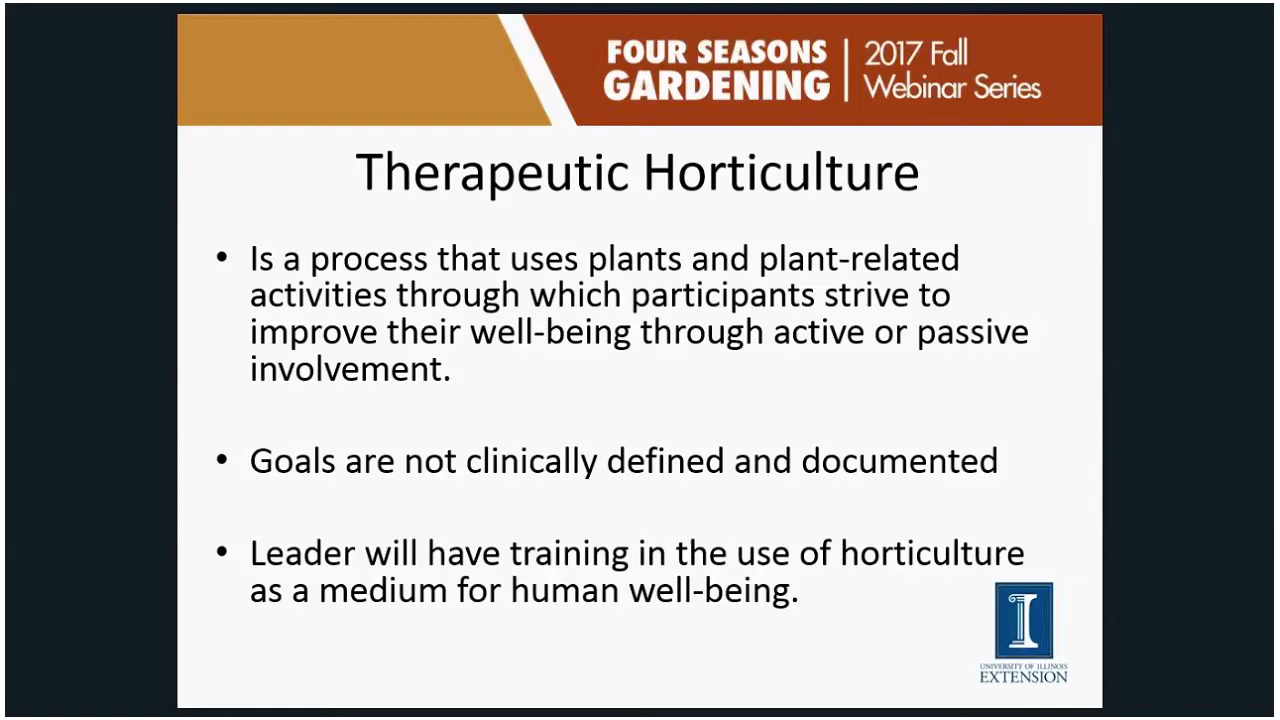 FOUR SEASONS
GARDENING
2017 Fall
Webinar Series
Therapeutic Horticulture
• Is a process that uses plants and plant-related
activities through which participants strive to
improve their well-being through active or passive
involvement.
• Goals are not clinically defined and documented
• Leader will have training in the use of horticulture
as a medium for human well-being.
I
UNIVERSITY OF ILLINOIS
EXTENSION